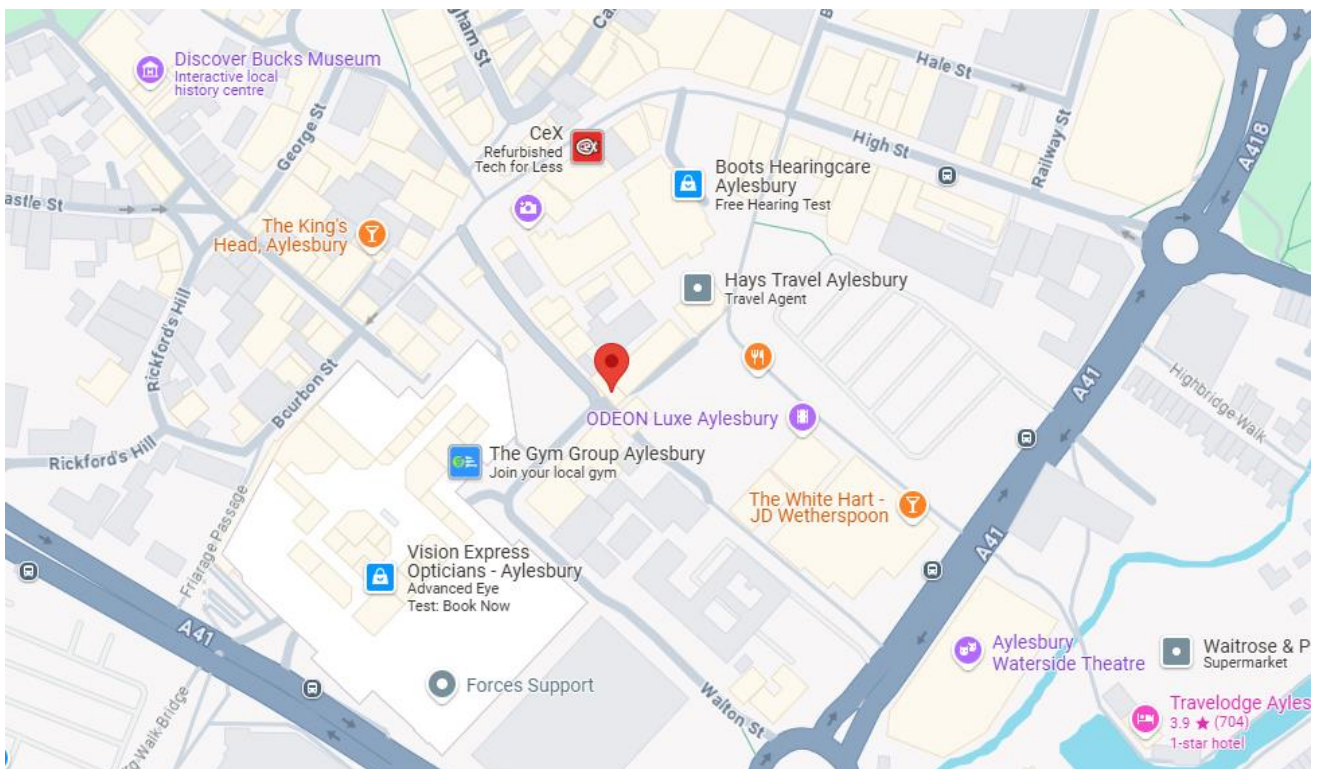 Discover Bucks Museum
Interactive local
history centre
George St
Hale St
CeX
Refurbished
Tech for Less
High St
Railway St
A418
Boots Hearingcare
Aylesbury
Free Hearing Test
The King's
Head, Aylesbury
Hays Travel Aylesbury
Travel Agent
Rickford's Hill
Bourbon St
A41
Highbridge Walk
ODEON Luxe Aylesbury
Rickford's Hill
The Gym Group Aylesbury
Join your local gym
The White Hart -
JD Wetherspoon
Friarage Passage
Vision Express
Opticians - Aylesbury
Advanced Eye
Test: Book Now
A41
A41
Aylesbury
Waterside Theatre
Waitrose & P
Supermarket
Forces Support
Walton St
Travelodge Ayles
3.9 ★ (704)
1-star hotel